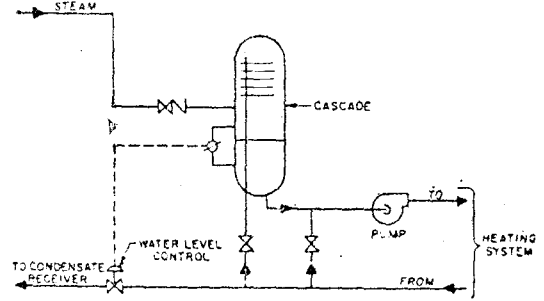 STEAM
CASCADE
TO
PUMP
HEATING
SYSTEM
WATER LEVEL
CONTROL
TO CONDENSATE
RECEIVER
FROM